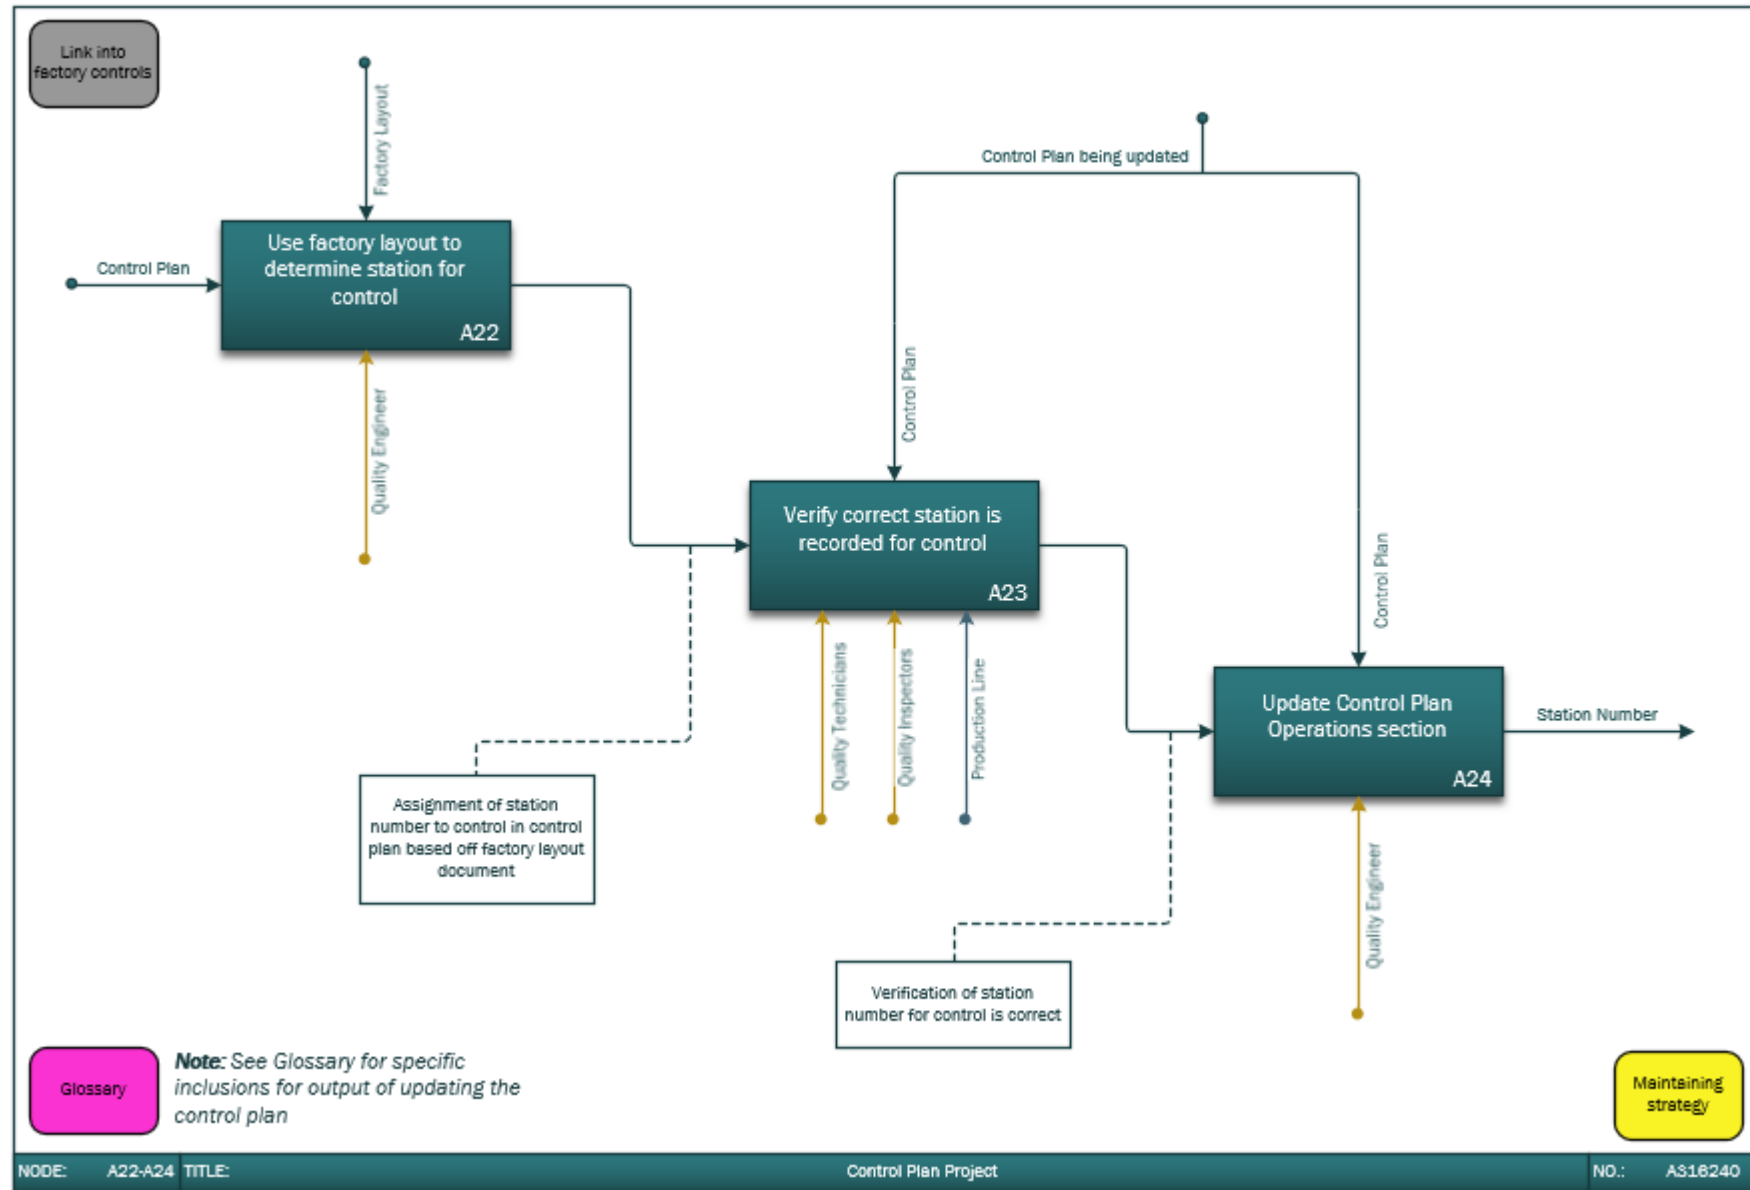 Link into
factory controls
Factory Layout
Control Plan being updated
Control Plan
Use factory layout to
determine station for
control
A22
Quality Engineer
Control Plan
Control Plan
Verify correct station is
recorded for control
A23
Quality Technicians
Quality Inspectors
Production Line
Update Control Plan
Operations section
A24
Station Number
Quality Engineer
Assignment of station
number to control in control
plan based off factory layout
document
Verification of station
number for control is correct
Glossary
Note: See Glossary for specific
inclusions for output of updating the
control plan
Maintaining
strategy
NODE: A22-A24 TITLE: Control Plan Project NO.: AS16240